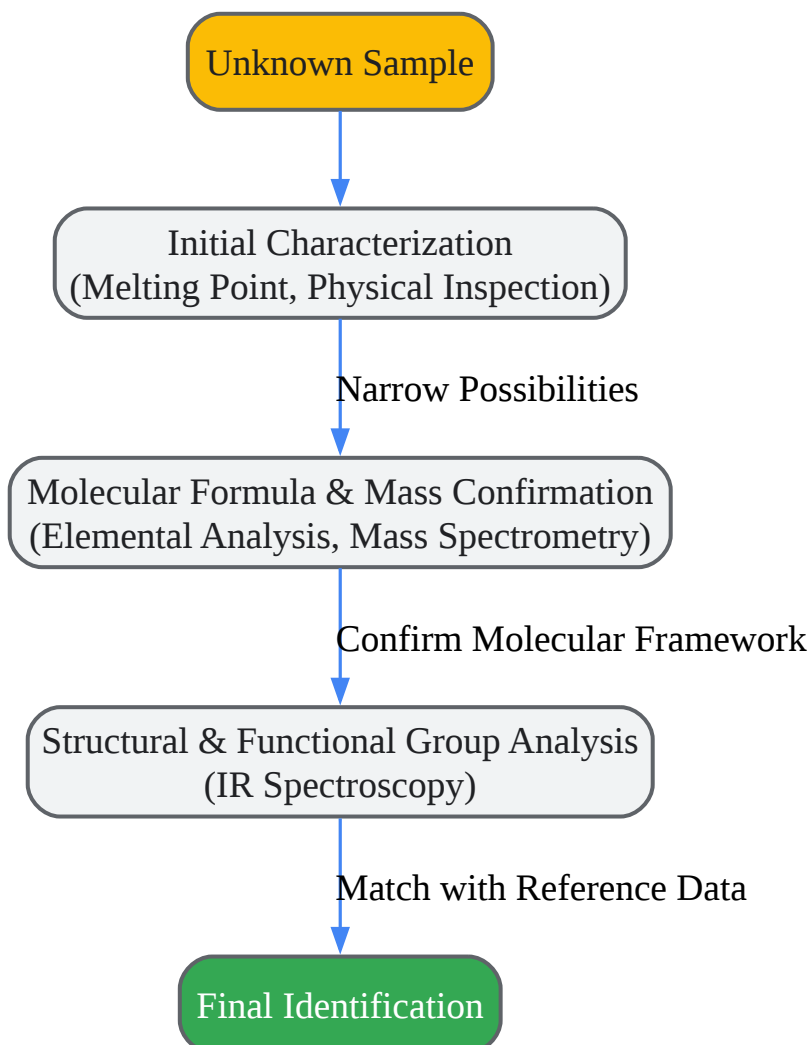 Unknown Sample
Initial Characterization
(Melting Point, Physical Inspection)
Narrow Possibilities
Molecular Formula & Mass Confirmation
(Elemental Analysis, Mass Spectrometry)
Confirm Molecular Framework
Structural & Functional Group Analysis
(IR Spectroscopy)
Match with Reference Data
Final Identification